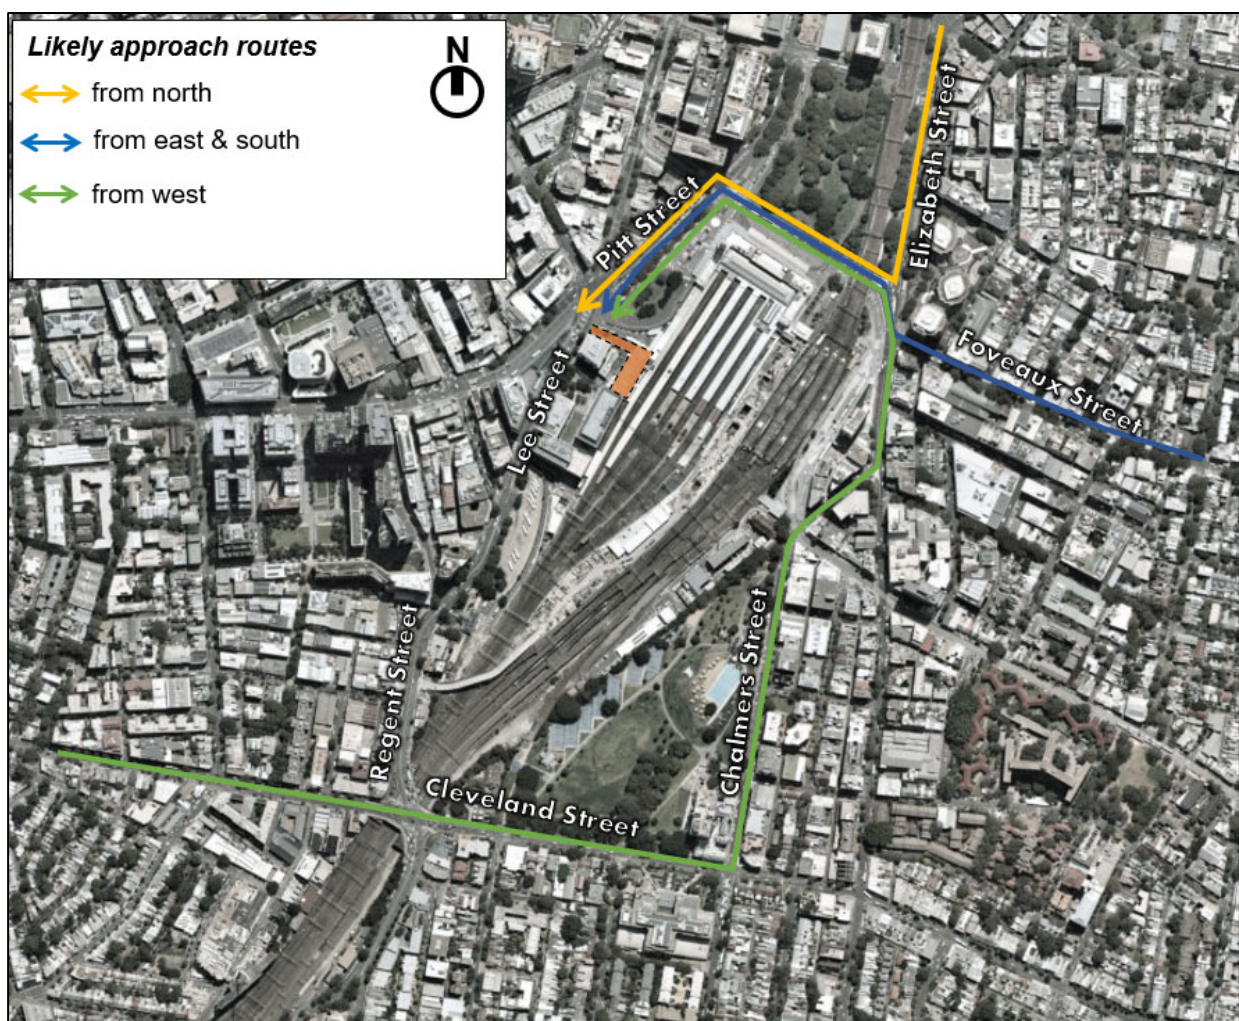 Likely approach routes
N
from north
from east & south
from west
Elizabeth Street
Pitt Street
Foveaux Street
Lee Street
Regent Street
Chalmers Street
Cleveland Street